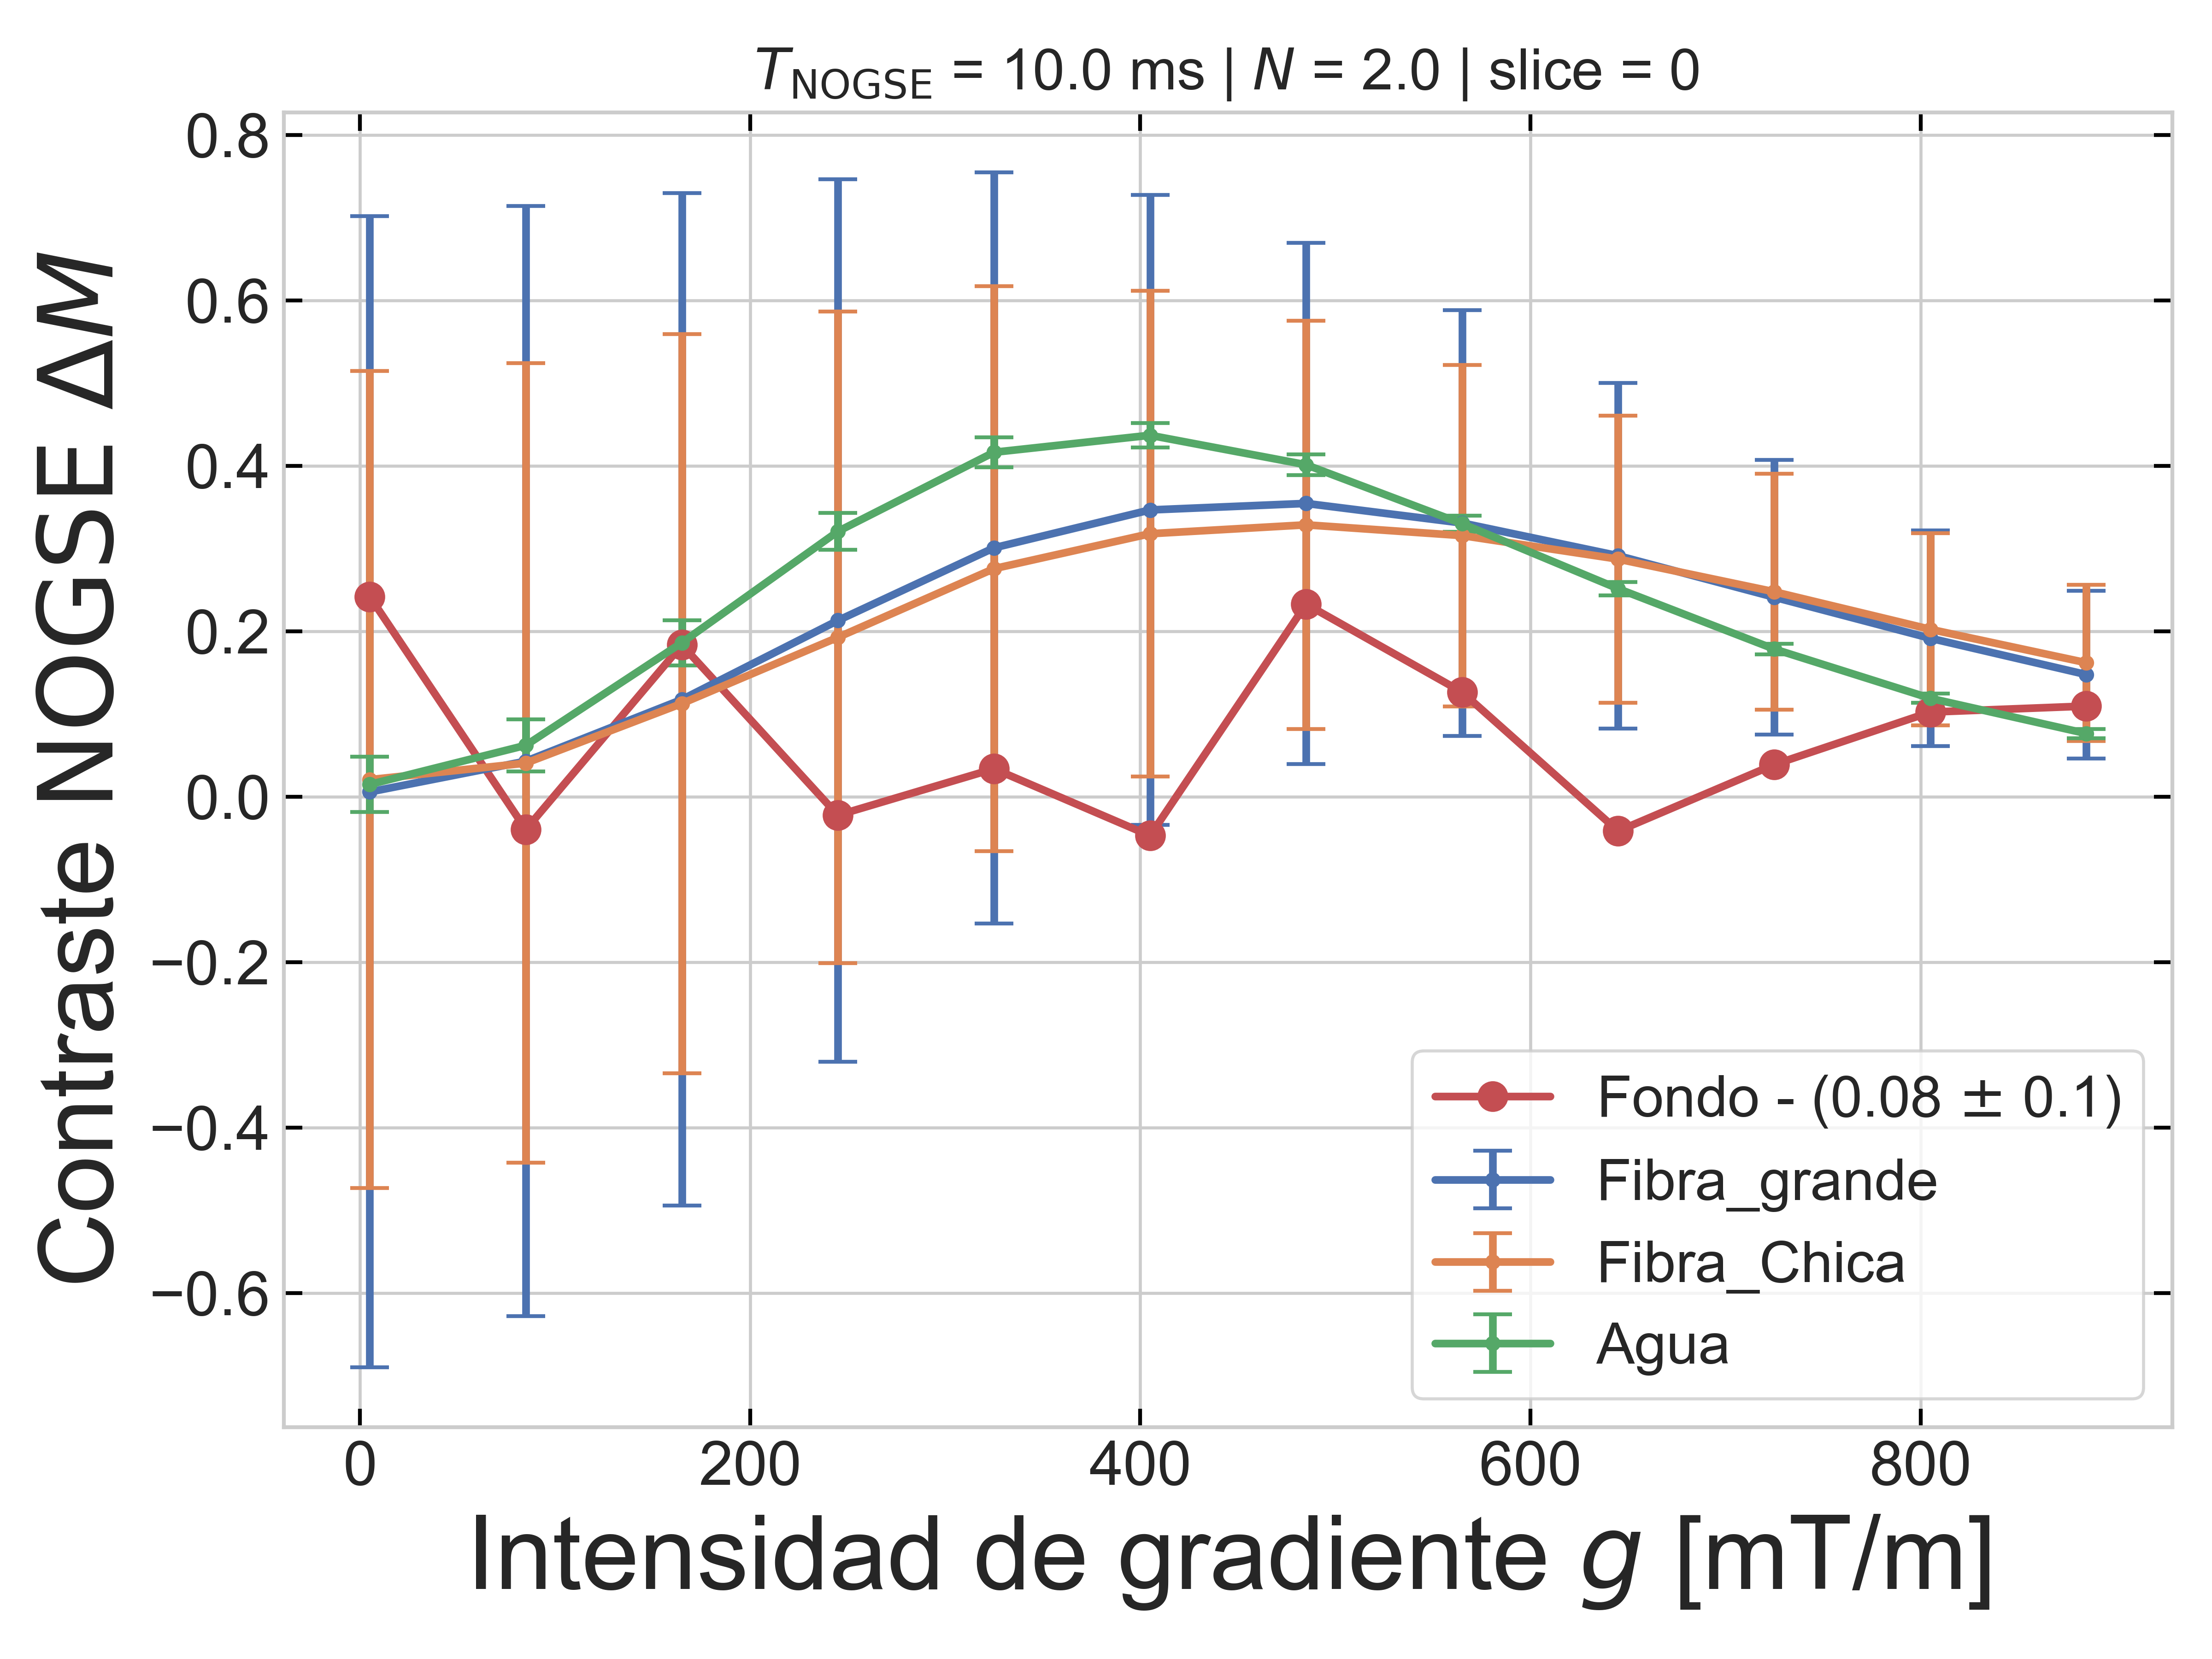 T_NOGSE = 10.0 ms | N = 2.0 | slice = 0
Contraste NOGSE ΔM
0.8
0.6
0.4
0.2
0.0
−0.2
−0.4
−0.6
Fondo - (0.08 ± 0.1)
Fibra_grande
Fibra_Chica
Agua
0 200 400 600 800
Intensidad de gradiente g [mT/m]